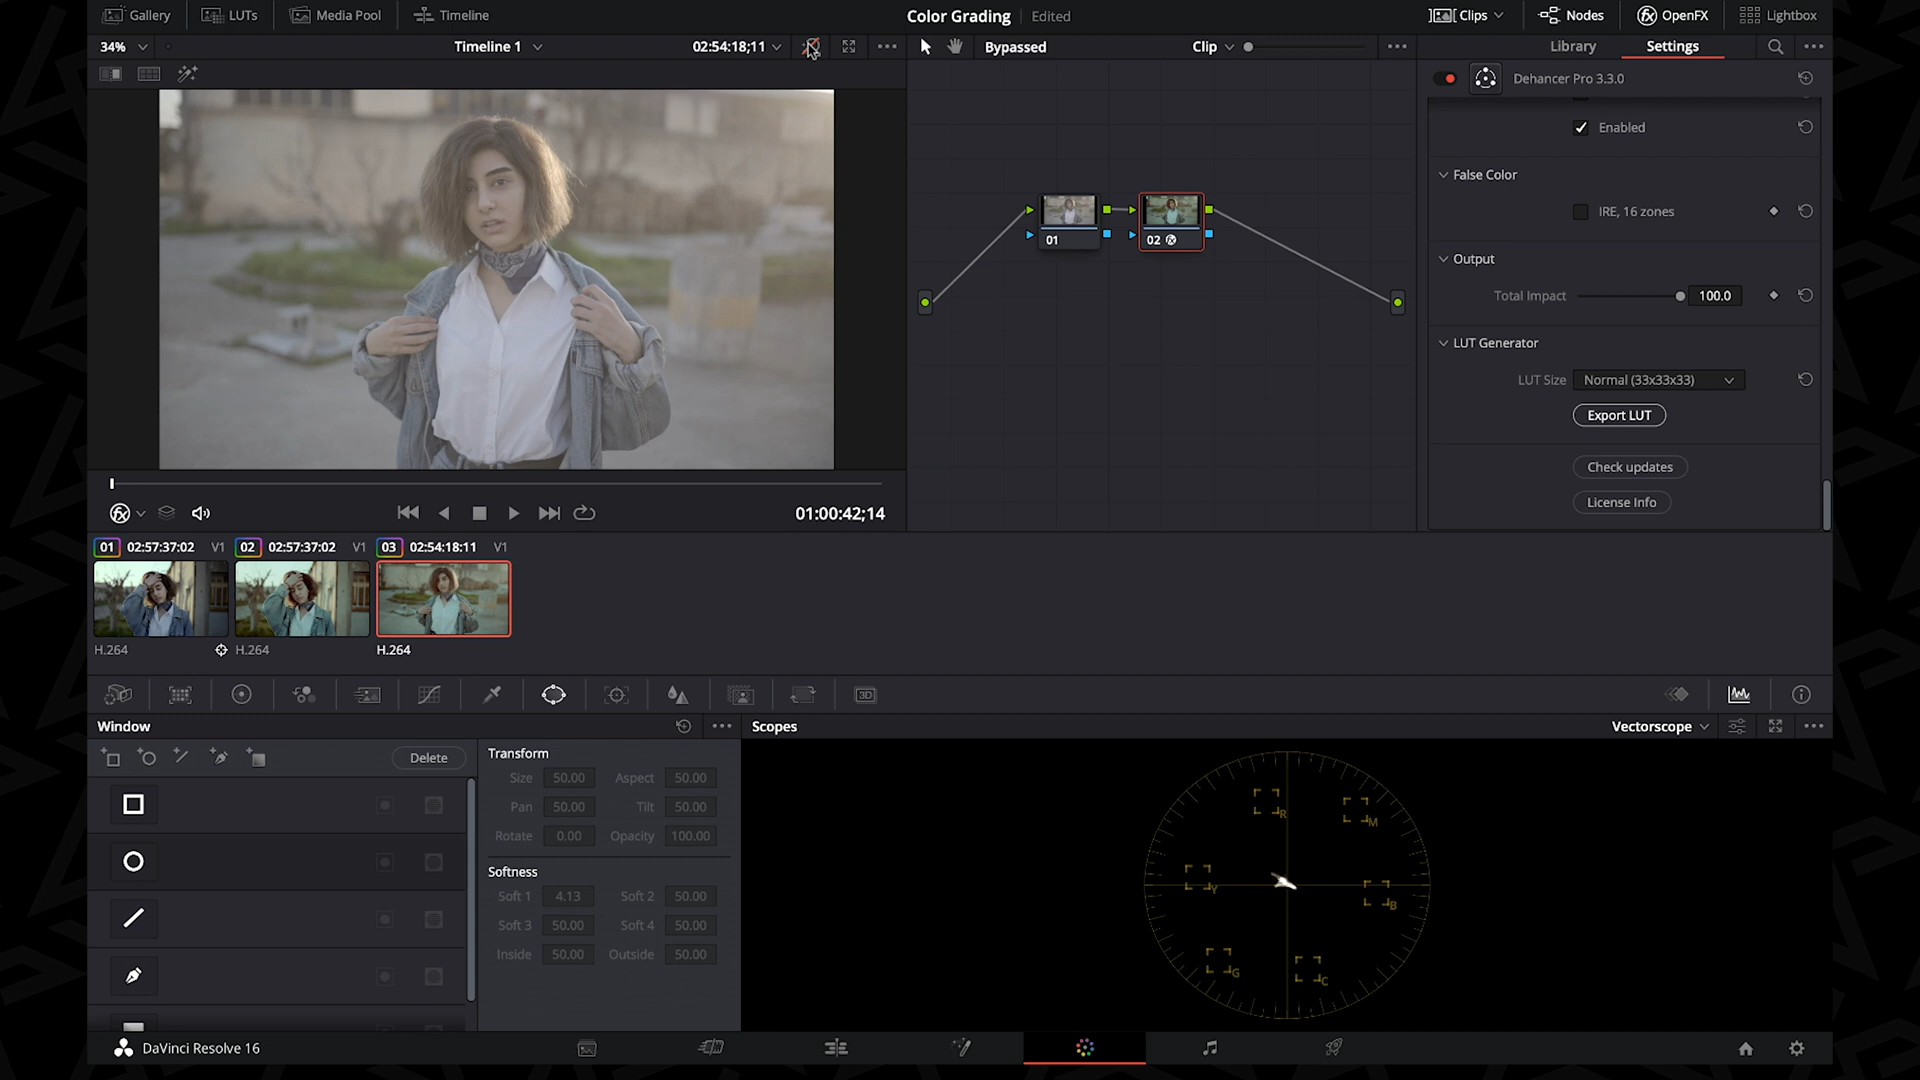 Gallery LUTs Media Pool Timeline Color Grading Edited Clips Nodes OpenFX Lightbox
34% Timeline 1 02:54:18;11 Bypassed Clip Library Settings
Dehancer Pro 3.3.0
Enabled
False Color
IRE, 16 zones
01 02
Output
Total Impact 100.0
LUT Generator
LUT Size Normal (33x33x33)
Export LUT
Check updates
License Info
01:00:42;14
01 02:57:37:02 V1 02 02:57:37:02 V1 03 02:54:18:11 V1
H.264 H.264 H.264
3D
Window Scopes Vectorscope
Delete
Transform
Size 50.00 Aspect 50.00
Pan 50.00 Tilt 50.00
Rotate 0.00 Opacity 100.00
Softness
Soft 1 4.13 Soft 2 50.00
Soft 3 50.00 Soft 4 50.00
Inside 50.00 Outside 50.00
R M
Y B
G C
DaVinci Resolve 16